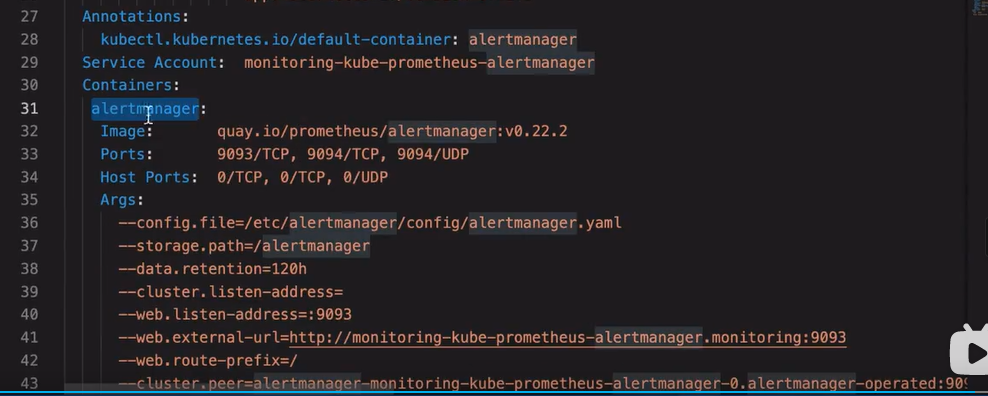 27 Annotations:
28 kubectl.kubernetes.io/default-container: alertmanager
29 Service Account: monitoring-kube-prometheus-alertmanager
30 Containers:
31 alertmanager:
32 Image: quay.io/prometheus/alertmanager:v0.22.2
33 Ports: 9093/TCP, 9094/TCP, 9094/UDP
34 Host Ports: 0/TCP, 0/TCP, 0/UDP
35 Args:
36 --config.file=/etc/alertmanager/config/alertmanager.yaml
37 --storage.path=/alertmanager
38 --data.retention=120h
39 --cluster.listen-address=
40 --web.listen-address=:9093
41 --web.external-url=http://monitoring-kube-prometheus-alertmanager.monitoring:9093
42 --web.route-prefix=/
43 --cluster.peer=alertmanager-monitoring-kube-prometheus-alertmanager-0.alertmanager-operated:90